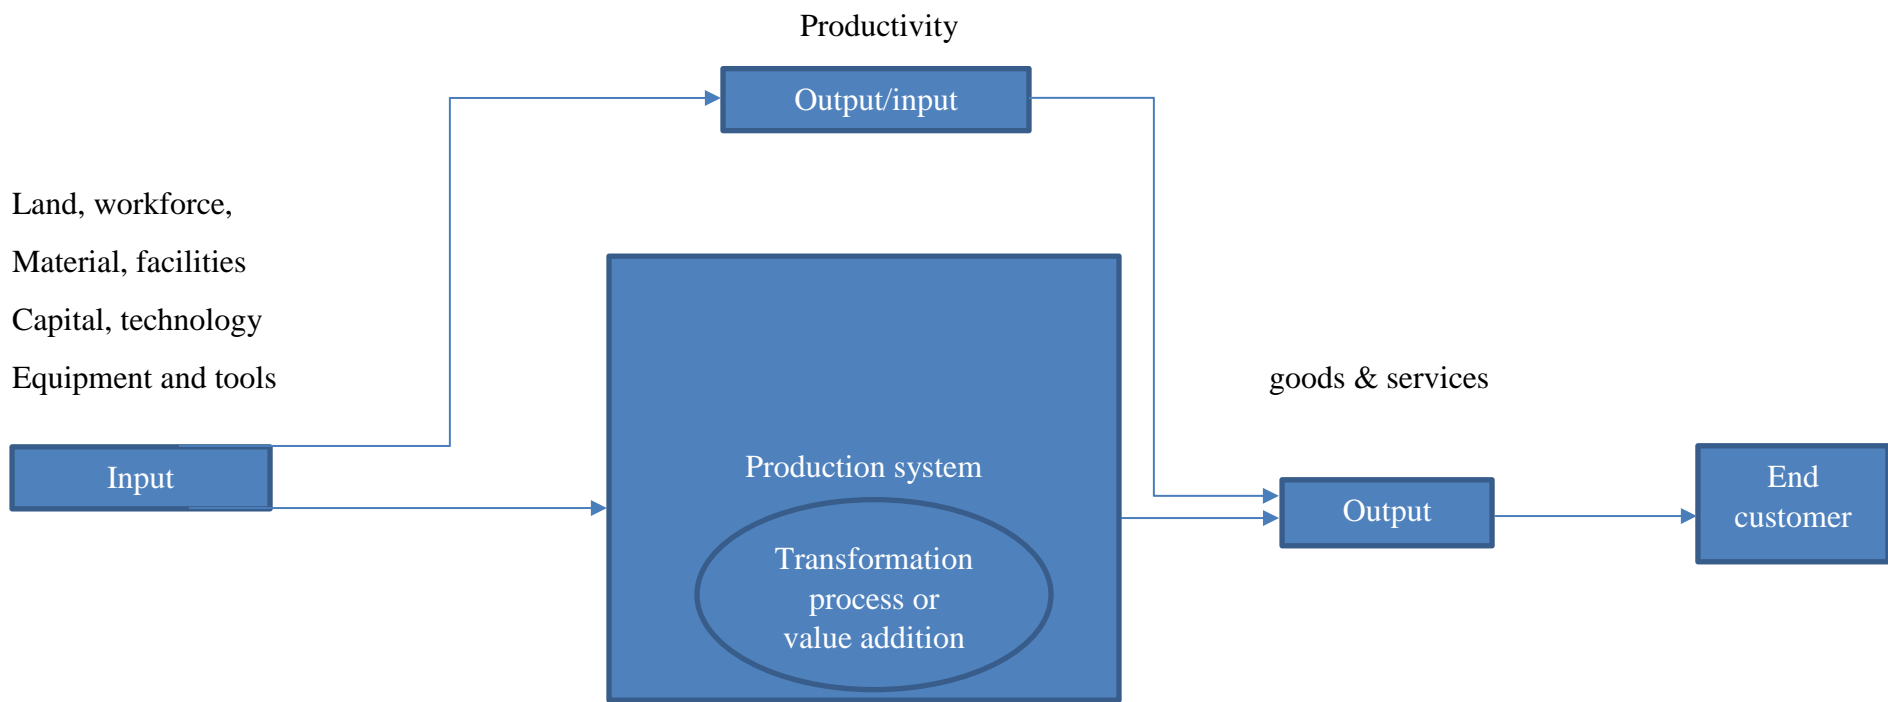 Productivity
Output/input
Land, workforce,
Material, facilities
Capital, technology
Equipment and tools
goods & services
Input
Production system
Transformation
process or
value addition
Output
End
customer